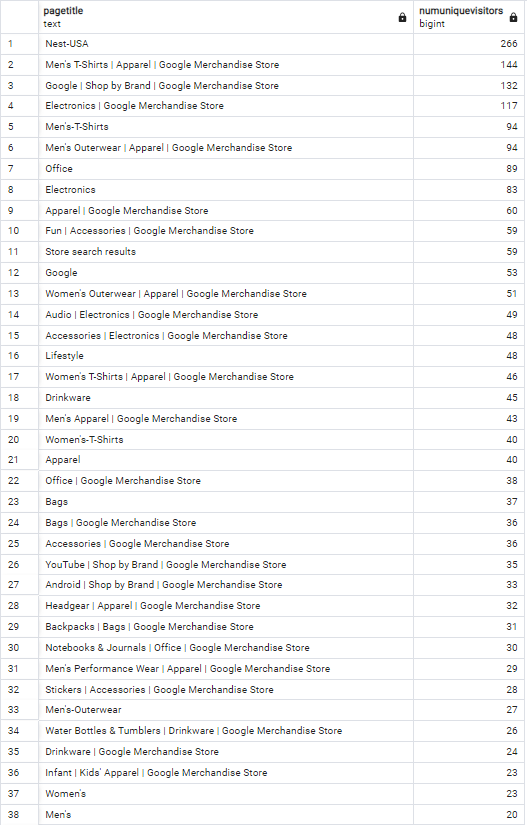 pagetitle numuniquevisitors
text bigint
1 Nest-USA 266
2 Men's T-Shirts | Apparel | Google Merchandise Store 144
3 Google | Shop by Brand | Google Merchandise Store 132
4 Electronics | Google Merchandise Store 117
5 Men's-T-Shirts 94
6 Men's Outerwear | Apparel | Google Merchandise Store 94
7 Office 89
8 Electronics 83
9 Apparel | Google Merchandise Store 60
10 Fun | Accessories | Google Merchandise Store 59
11 Store search results 59
12 Google 53
13 Women's Outerwear | Apparel | Google Merchandise Store 51
14 Audio | Electronics | Google Merchandise Store 49
15 Accessories | Electronics | Google Merchandise Store 48
16 Lifestyle 48
17 Women's T-Shirts | Apparel | Google Merchandise Store 46
18 Drinkware 45
19 Men's Apparel | Google Merchandise Store 43
20 Women's-T-Shirts 40
21 Apparel 40
22 Office | Google Merchandise Store 38
23 Bags 37
24 Bags | Google Merchandise Store 36
25 Accessories | Google Merchandise Store 36
26 YouTube | Shop by Brand | Google Merchandise Store 35
27 Android | Shop by Brand | Google Merchandise Store 33
28 Headgear | Apparel | Google Merchandise Store 32
29 Backpacks | Bags | Google Merchandise Store 31
30 Notebooks & Journals | Office | Google Merchandise Store 30
31 Men's Performance Wear | Apparel | Google Merchandise Store 29
32 Stickers | Accessories | Google Merchandise Store 28
33 Men's-Outerwear 27
34 Water Bottles & Tumblers | Drinkware | Google Merchandise Store 26
35 Drinkware | Google Merchandise Store 24
36 Infant | Kids' Apparel | Google Merchandise Store 23
37 Women's 23
38 Men's 20